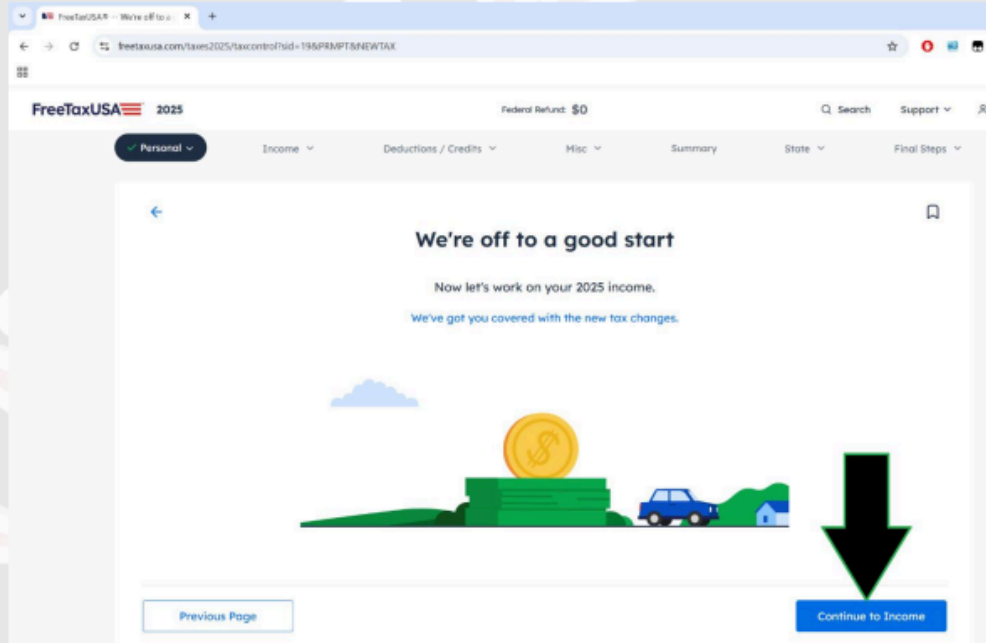 FreeTaxUSA® -- We're off to a
freetaxusa.com/taxes2025/taxcontrol?sid=19&PRMPT&NEWTAX
FreeTaxUSA 2025 Federal Refund: $0 Search Support
Personal Income Deductions / Credits Misc Summary State Final Steps
We're off to a good start
Now let's work on your 2025 income.
We've got you covered with the new tax changes.
$
Previous Page Continue to Income